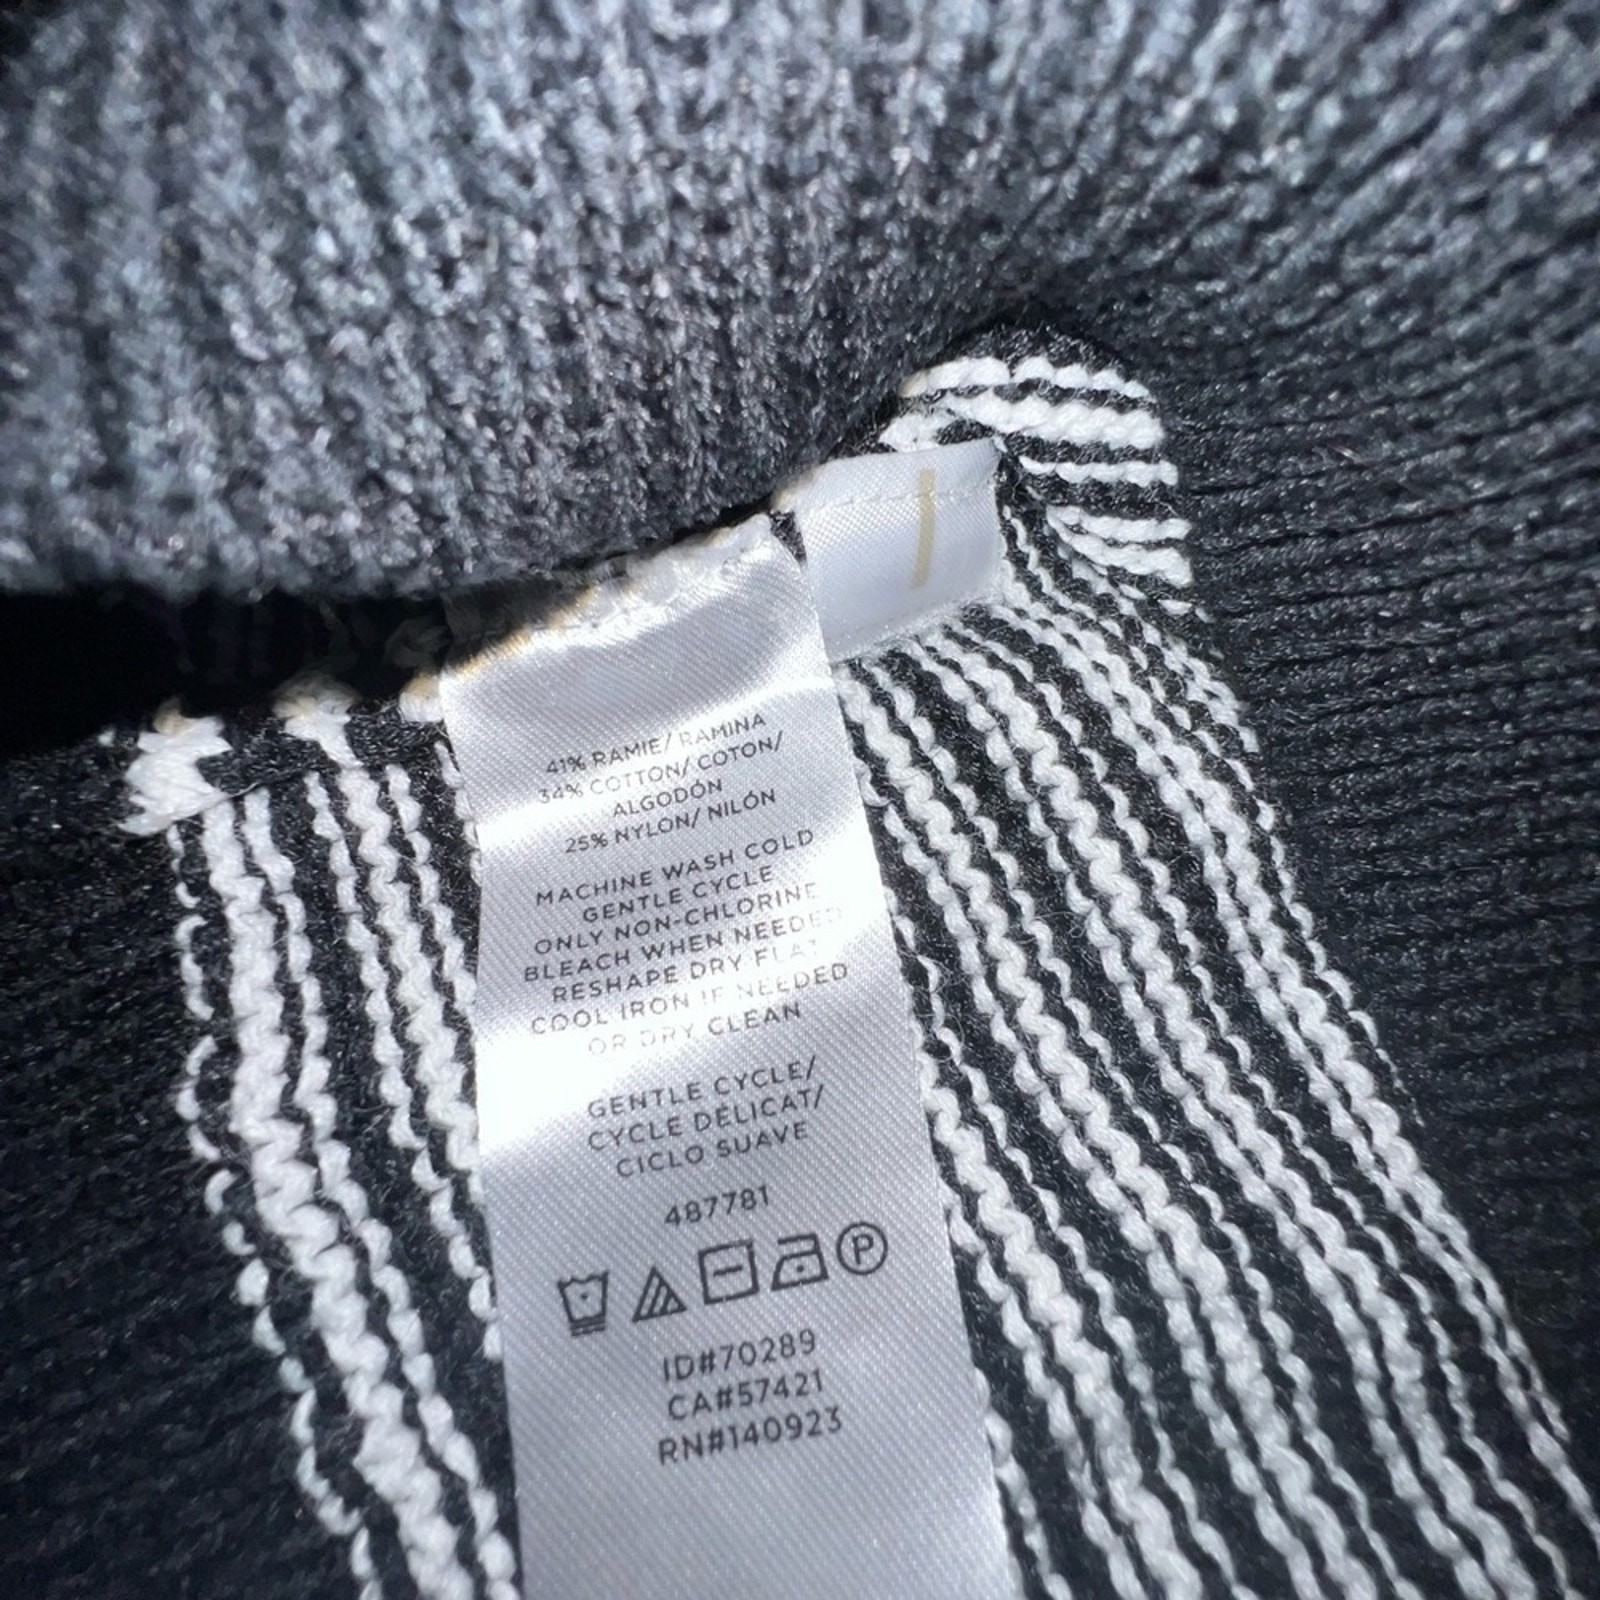 41% RAMIE/ RAMINA
34% COTTON/ COTON/
ALGODÓN
25% NYLON/ NILÓN
MACHINE WASH COLD
GENTLE CYCLE
ONLY NON-CHLORINE
BLEACH WHEN NEEDED
RESHAPE DRY FLAT
COOL IRON IF NEEDED
OR DRY CLEAN
GENTLE CYCLE/
CYCLE DÉLICAT/
CICLO SUAVE
487781
P
ID#70289
CA#57421
RN#140923